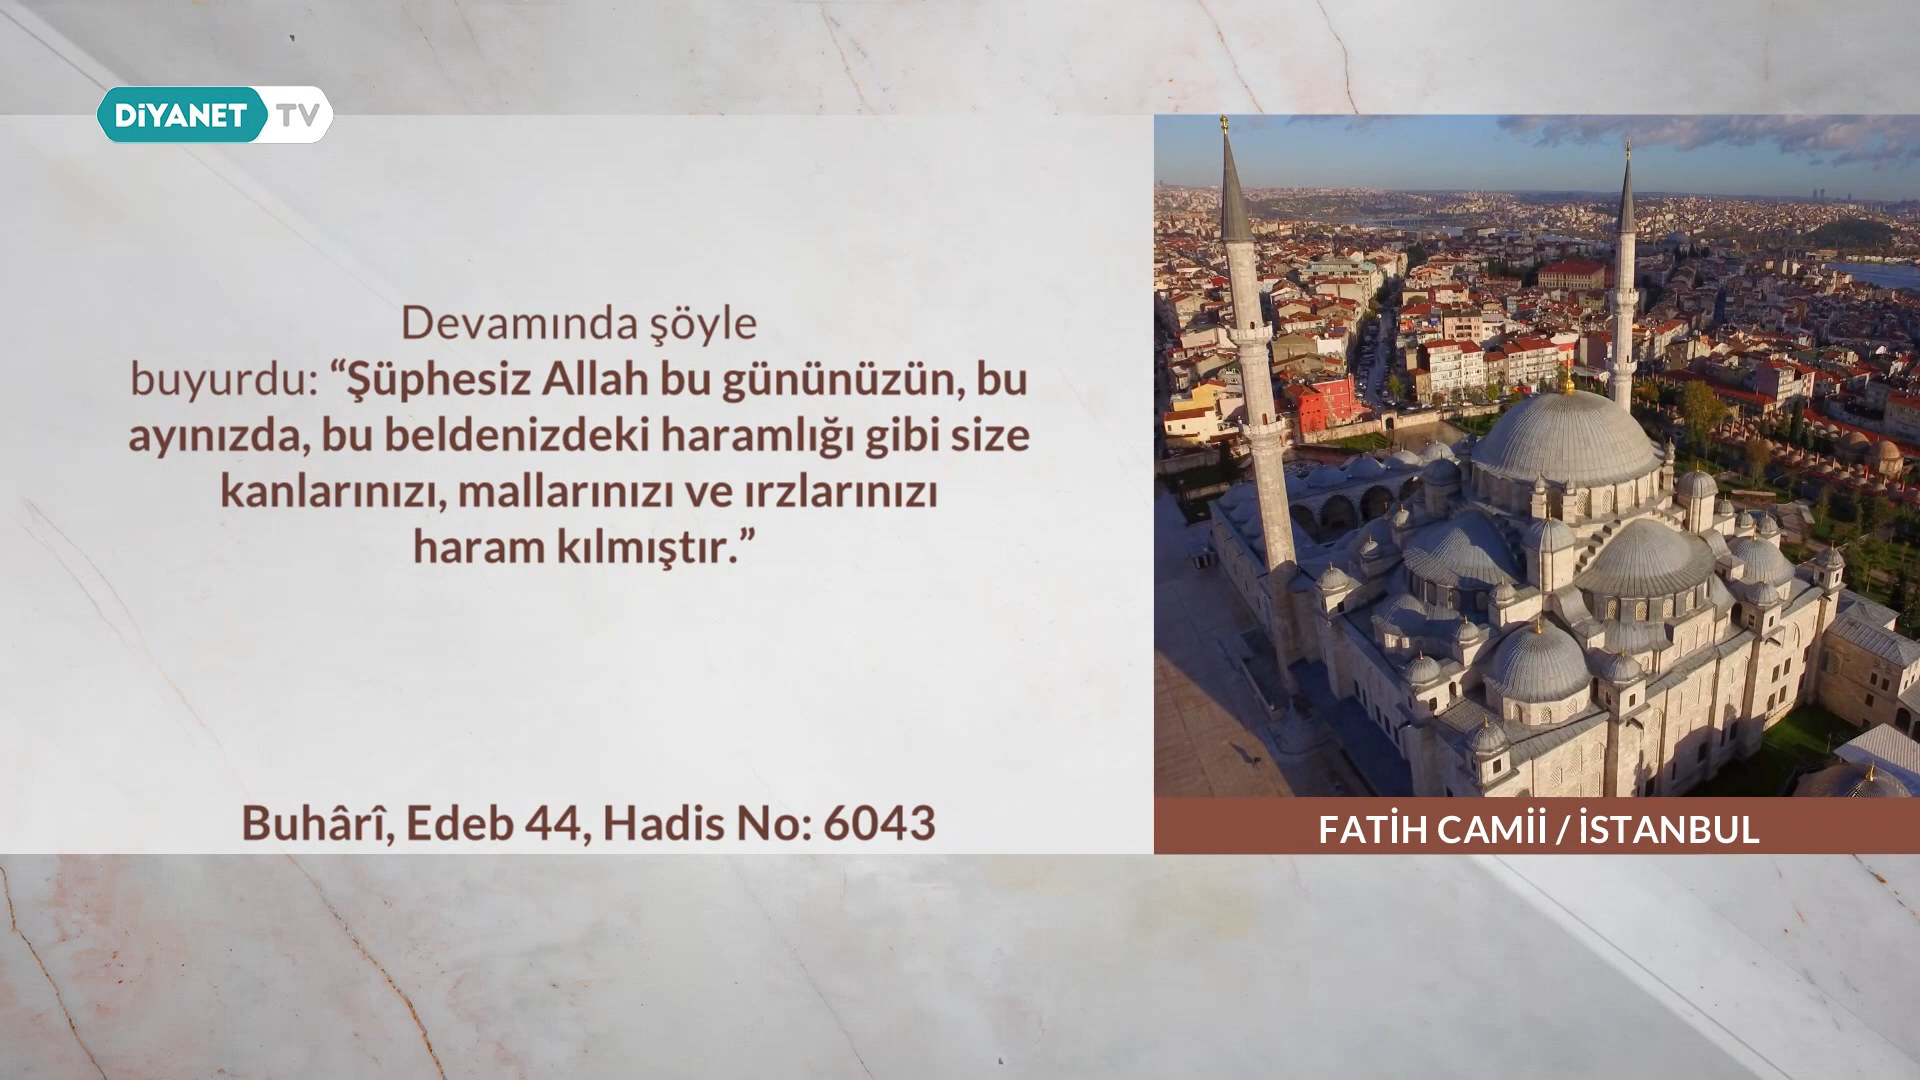 DİYANET TV
Devamında şöyle
buyurdu: “Şüphesiz Allah bu gününüzün, bu
ayınızda, bu beldenizdeki haramlığı gibi size
kanlarınızı, mallarınızı ve ırzlarınızı
haram kılmıştır.”
Buhârî, Edeb 44, Hadis No: 6043
FATİH CAMİİ / İSTANBUL